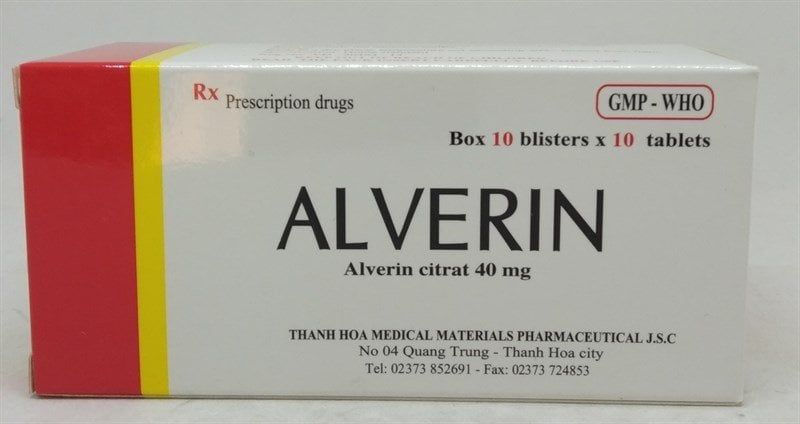 Rx Prescription drugs
GMP - WHO
Box 10 blisters x 10 tablets
ALVERIN
Alverin citrat 40 mg
THANH HOA MEDICAL MATERIALS PHARMACEUTICAL J.S.C
No 04 Quang Trung - Thanh Hoa city
Tel: 02373 852691 - Fax: 02373 724853